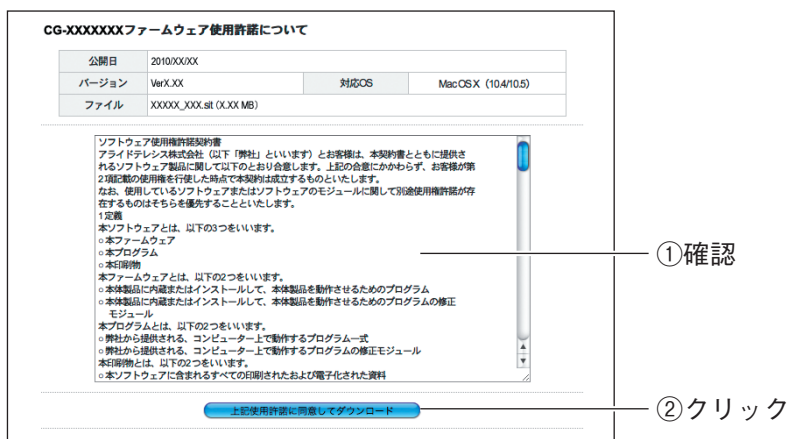 CG-XXXXXXXファームウェア使用許諾について
公開日 2010/XX/XX
バージョン VerX.XX 対応OS Mac OS X（10.4/10.5）
ファイル XXXXX_XXX.sit (X.XX MB)
ソフトウェア使用権許諾契約書
アライドテレシス株式会社（以下「弊社」といいます）とお客様は、本契約書とともに提供さ
れるソフトウェア製品に関して以下のとおり合意します。上記の合意にかかわらず、お客様が第
2項記載の使用権を行使した時点で本契約は成立するものといたします。
なお、使用しているソフトウェアまたはソフトウェアのモジュールに関して別途使用権許諾が存
在するものはそちらを優先することといたします。
1定義
本ソフトウェアとは、以下の3つをいいます。
○本ファームウェア
○本プログラム
○本印刷物
本ファームウェアとは、以下の2つをいいます。
○本体製品に内蔵またはインストールして、本体製品を動作させるためのプログラム
○本体製品に内蔵またはインストールして、本体製品を動作させるためのプログラムの修正
モジュール
本プログラムとは、以下の2つをいいます。
○弊社から提供される、コンピューター上で動作するプログラム一式
○弊社から提供される、コンピューター上で動作するプログラムの修正モジュール
本印刷物とは、以下の2つをいいます。
○本ソフトウェアに含まれるすべての印刷されたおよび電子化された資料
①確認
上記使用許諾に同意してダウンロード
②クリック